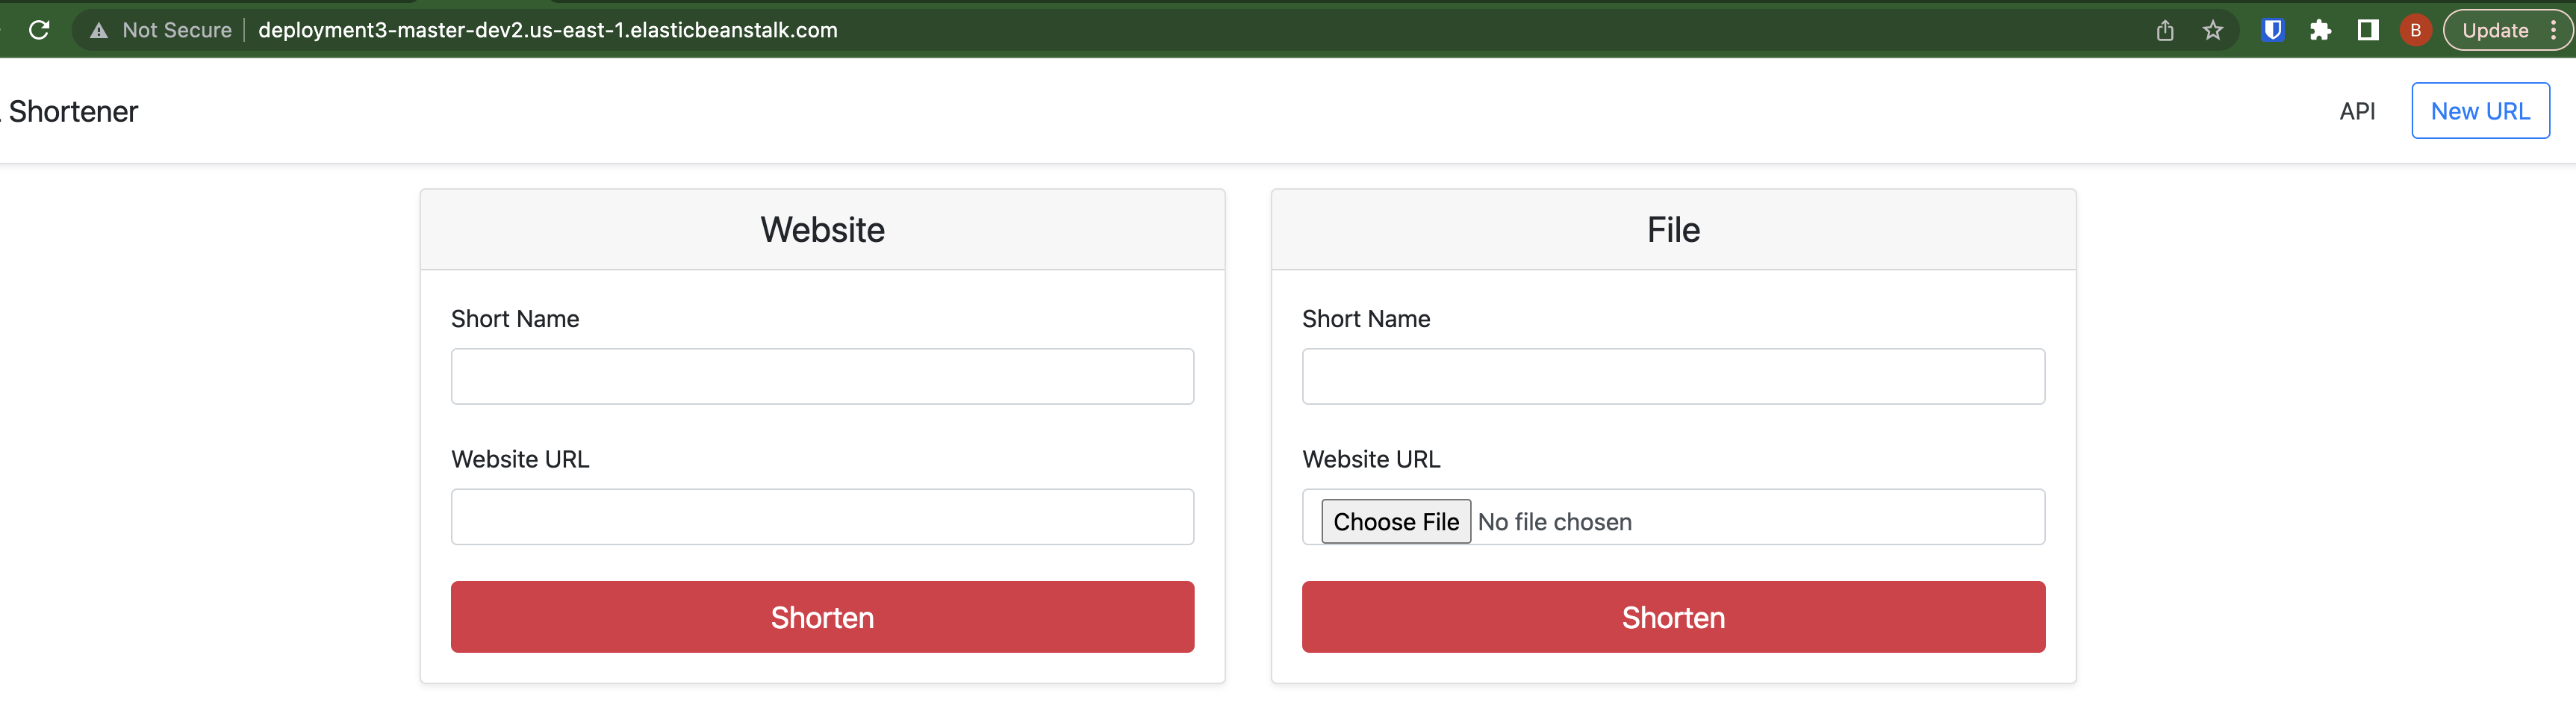 Not Secure deployment3-master-dev2.us-east-1.elasticbeanstalk.com B Update
Shortener API New URL
Website
Short Name
Website URL
Shorten
File
Short Name
Website URL
Choose File No file chosen
Shorten